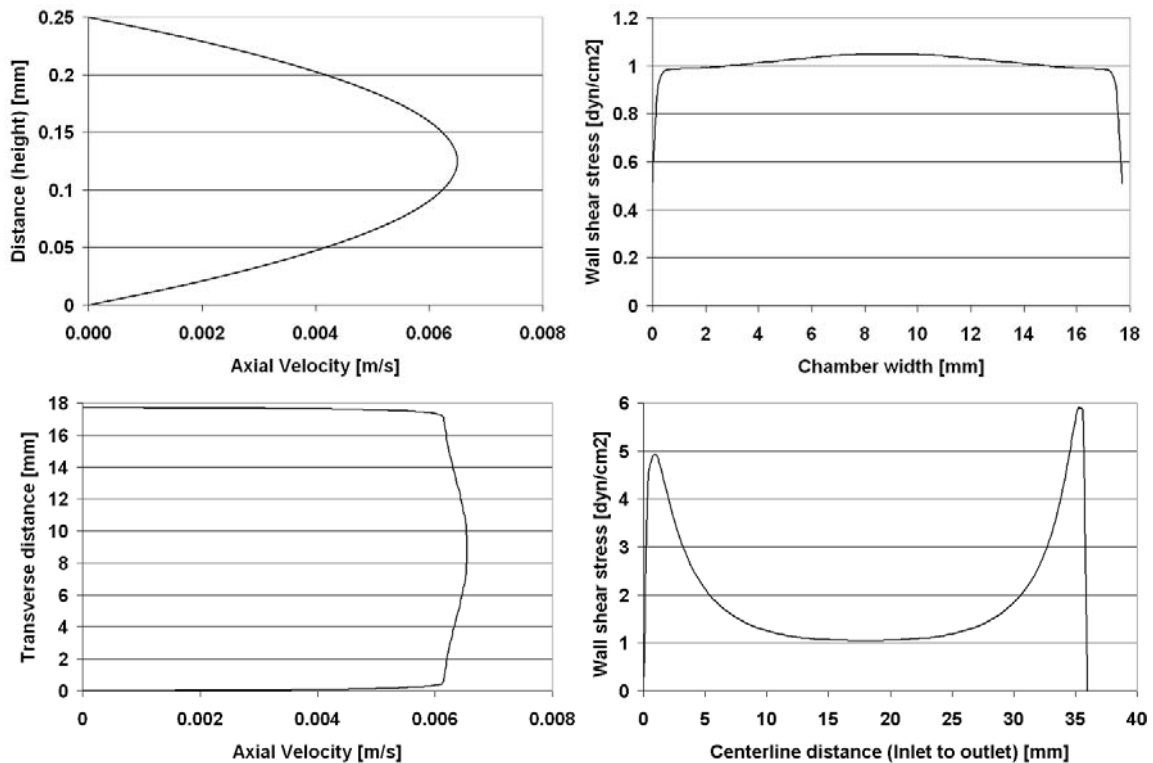 Distance (height) [mm]
0.25
0.2
0.15
0.1
0.05
0
0.000 0.002 0.004 0.006 0.008
Axial Velocity [m/s]
Wall shear stress [dyn/cm2]
1.2
1
0.8
0.6
0.4
0.2
0
0 2 4 6 8 10 12 14 16 18
Chamber width [mm]
Transverse distance [mm]
18
16
14
12
10
8
6
4
2
0
0 0.002 0.004 0.006 0.008
Axial Velocity [m/s]
Wall shear stress [dyn/cm2]
6
5
4
3
2
1
0
0 5 10 15 20 25 30 35 40
Centerline distance (Inlet to outlet) [mm]